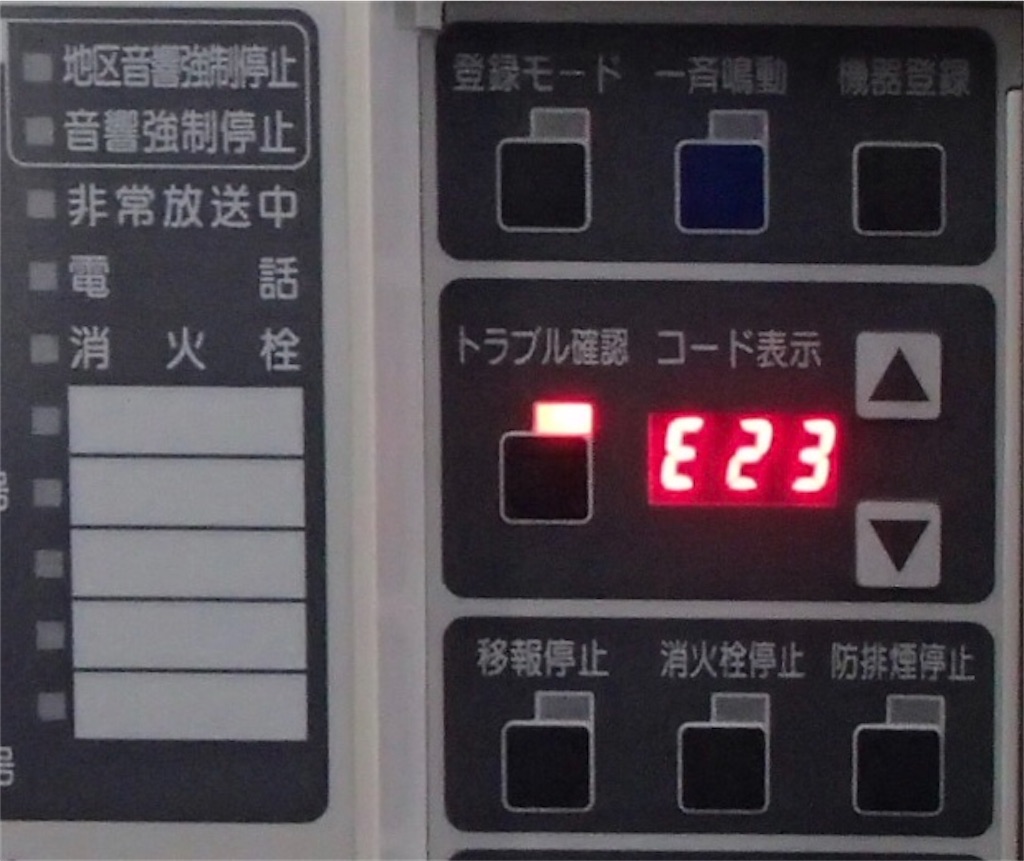 地区音響強制停止
音響強制停止
非常放送中
電話
消火栓
登録モード 一斉鳴動 機器登録
トラブル確認 コード表示
E23
移報停止 消火栓停止 防排煙停止